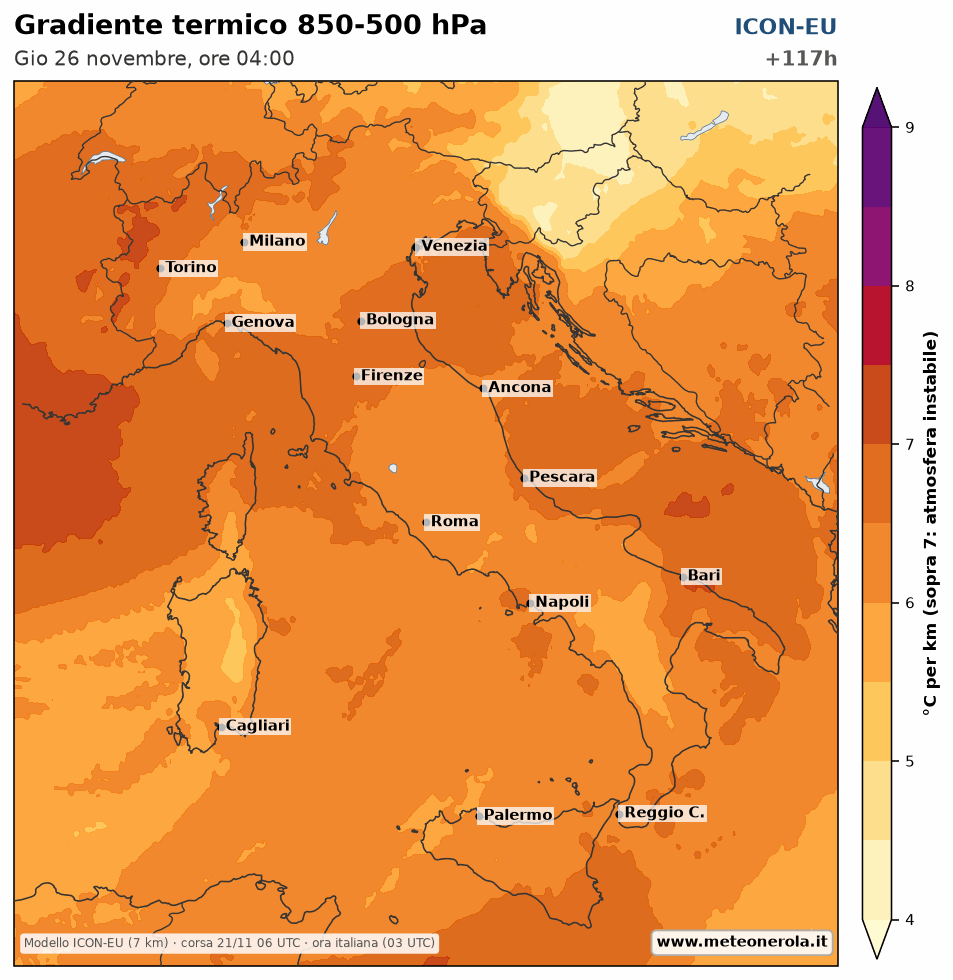 Gradiente termico 850-500 hPa
ICON-EU
Gio 26 novembre, ore 04:00
+117h
Milano
Venezia
Torino
Genova
Bologna
Firenze
Ancona
Pescara
Roma
Bari
Napoli
Cagliari
Palermo
Reggio C.
9
8
7
6
5
4
°C per km (sopra 7: atmosfera instabile)
Modello ICON-EU (7 km) · corsa 21/11 06 UTC · ora italiana (03 UTC)
www.meteonerola.it